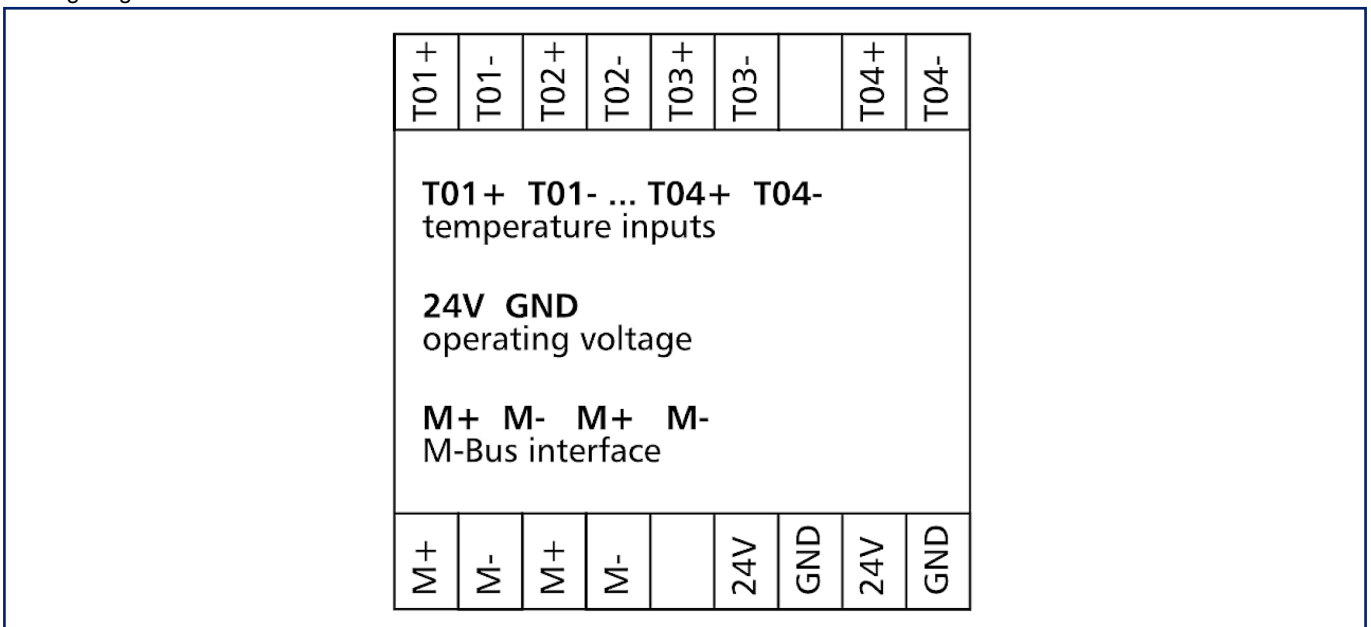 T01+ T01- T02+ T02- T03+ T03- T04+ T04-
T01+ T01- ... T04+ T04-
temperature inputs
24V GND
operating voltage
M+ M- M+ M-
M-Bus interface
M+ M- M+ M- 24V GND 24V GND